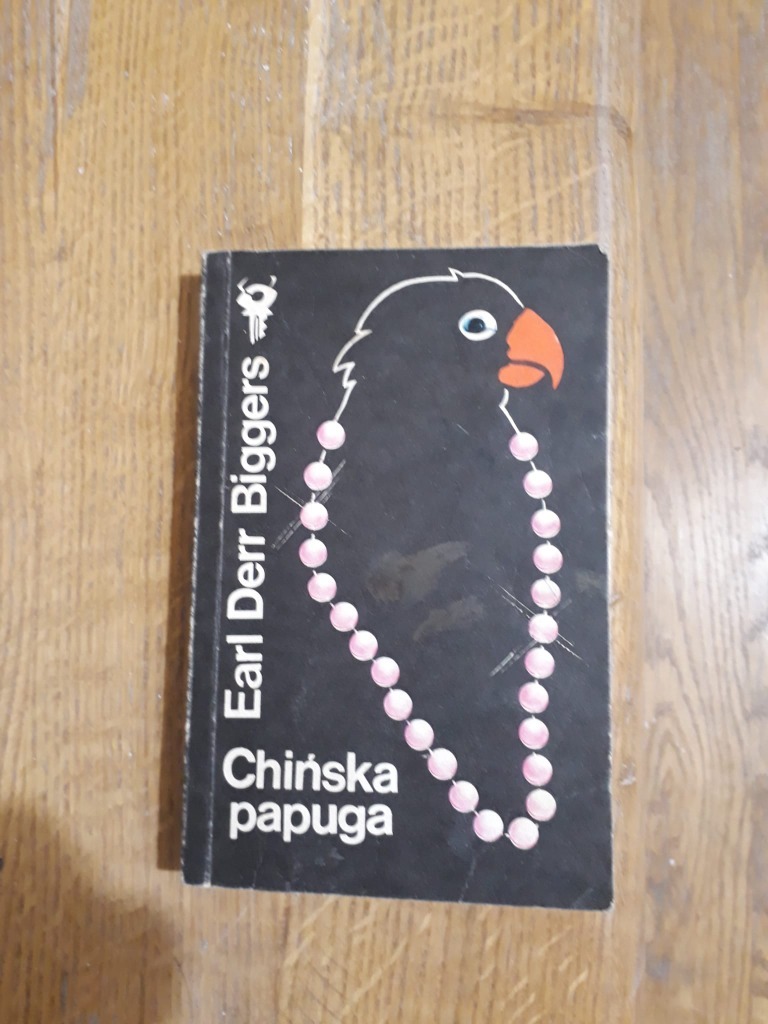 Earl Derr Biggers
Chińska
papuga